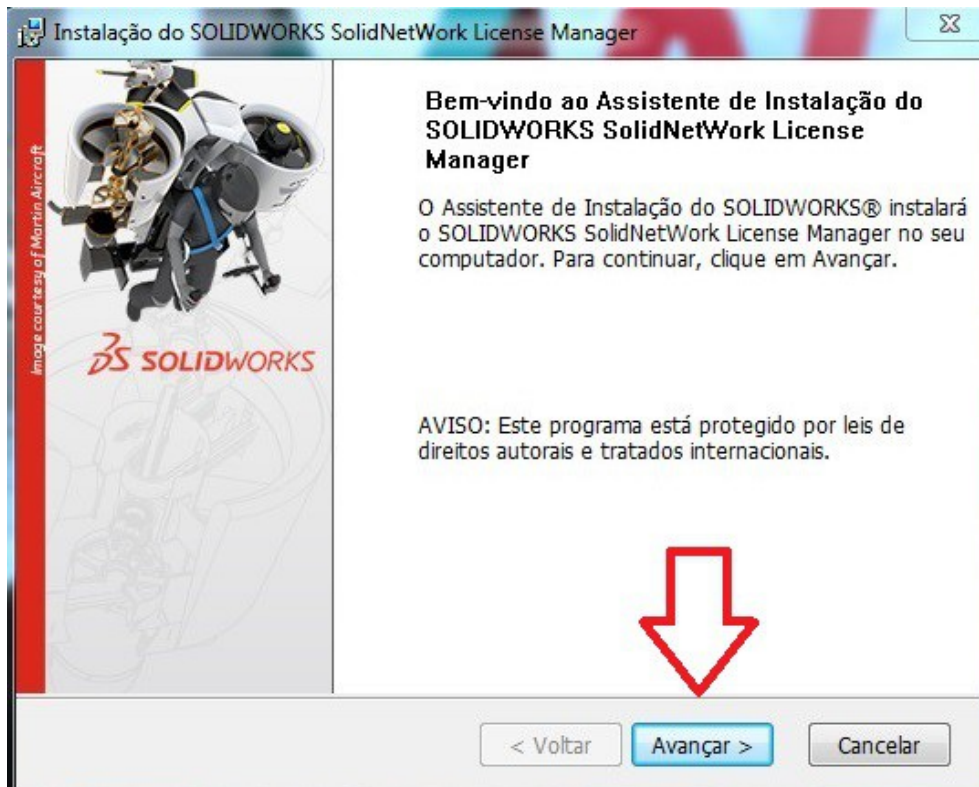 Instalação do SOLIDWORKS SolidNetWork License Manager
Image courtesy of Martin Aircraft
Bem-vindo ao Assistente de Instalação do
SOLIDWORKS SolidNetWork License
Manager
O Assistente de Instalação do SOLIDWORKS® instalará
o SOLIDWORKS SolidNetWork License Manager no seu
computador. Para continuar, clique em Avançar.
3S SOLIDWORKS
AVISO: Este programa está protegido por leis de
direitos autorais e tratados internacionais.
< Voltar
Avançar >
Cancelar